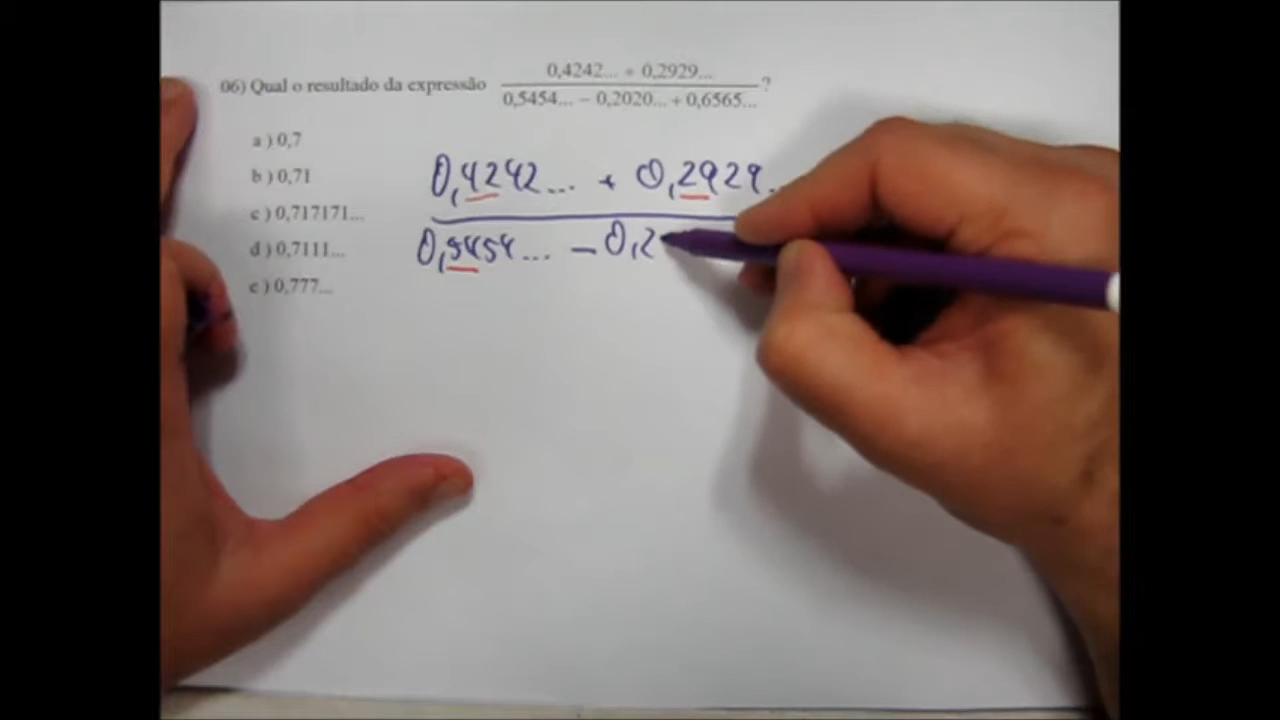 06) Qual o resultado da expressão 0,4242... + 0,2929...
0,5454... − 0,2020... + 0,6565... ?
a ) 0,7
b ) 0,71
c ) 0,717171...
d ) 0,7111...
e ) 0,777...
0,4242... + 0,2929..
0,5454... − 0,2